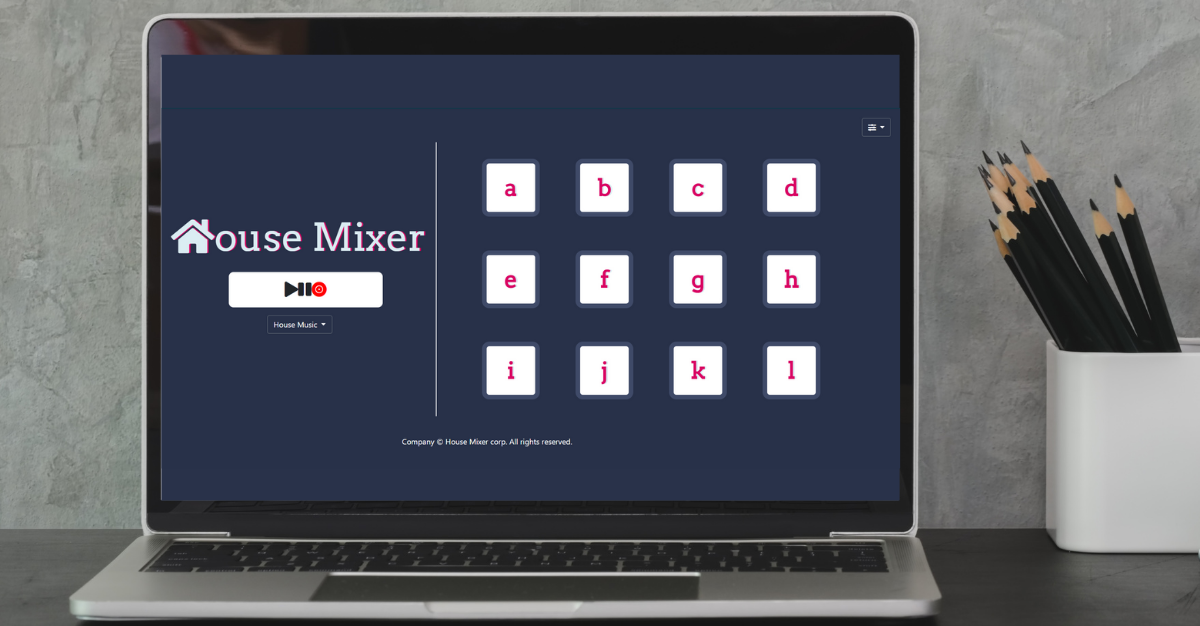 ouse Mixer
House Music
a b c d
e f g h
i j k l
Company © House Mixer corp. All rights reserved.